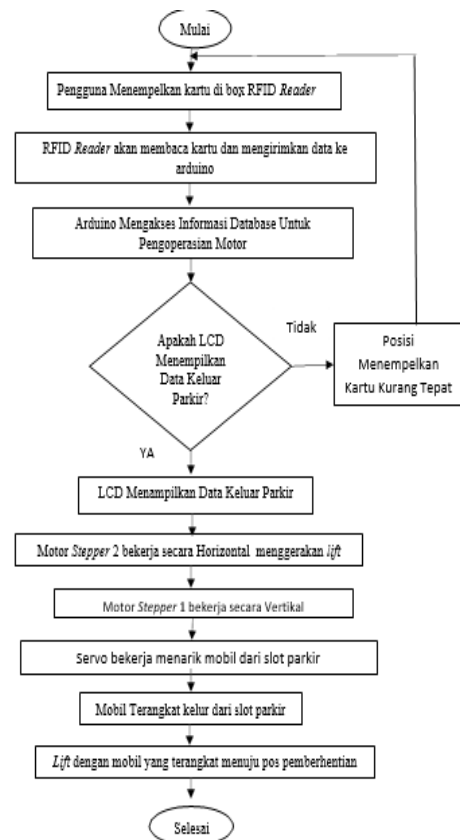 Mulai
Pengguna Menempelkan kartu di box RFID Reader
RFID Reader akan membaca kartu dan mengirimkan data ke
arduino
Arduino Mengakses Informasi Database Untuk
Pengoperasian Motor
Apakah LCD
Menempilkan
Data Keluar
Parkir?
Tidak
Posisi
Menempelkan
Kartu Kurang Tepat
YA
LCD Menampilkan Data Keluar Parkir
Motor Stepper 2 bekerja secara Horizontal menggerakan lift
Motor Stepper 1 bekerja secara Vertikal
Servo bekerja menarik mobil dari slot parkir
Mobil Terangkat kelur dari slot parkir
Lift dengan mobil yang terangkat menuju pos pemberhentian
Selesai